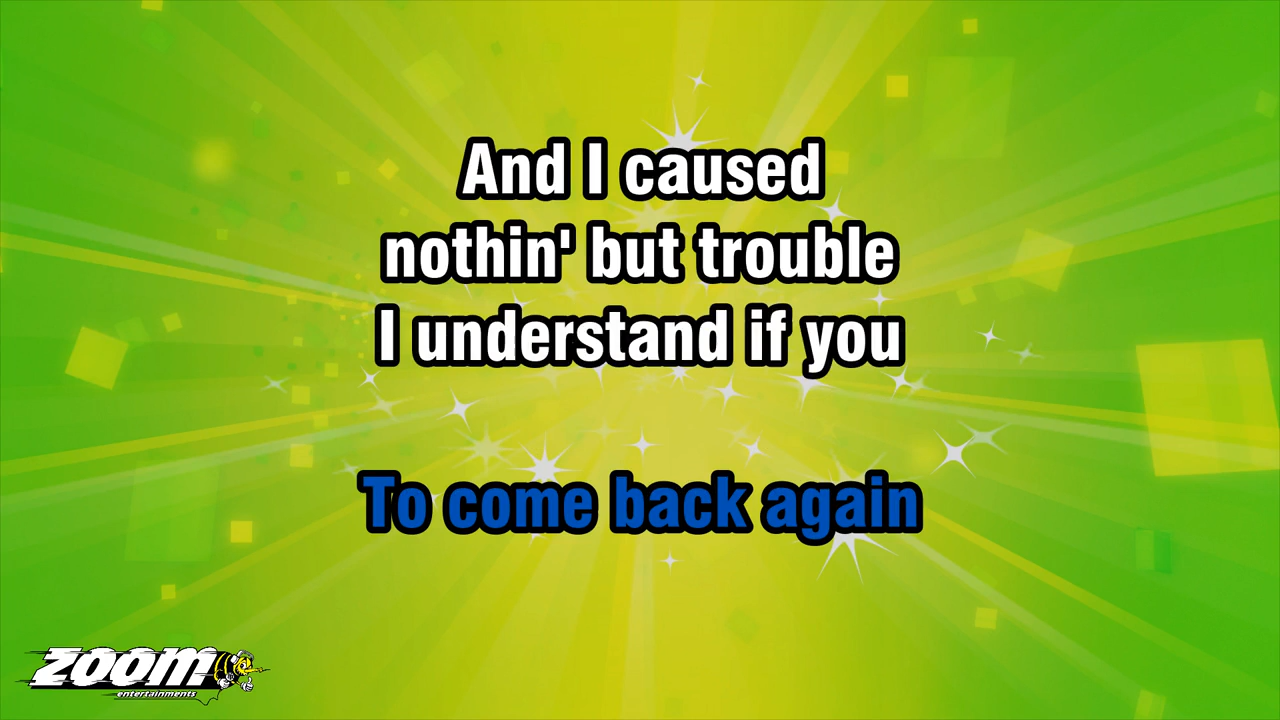 And I caused
nothin' but trouble
I understand if you
To come back again
zoom
entertainments